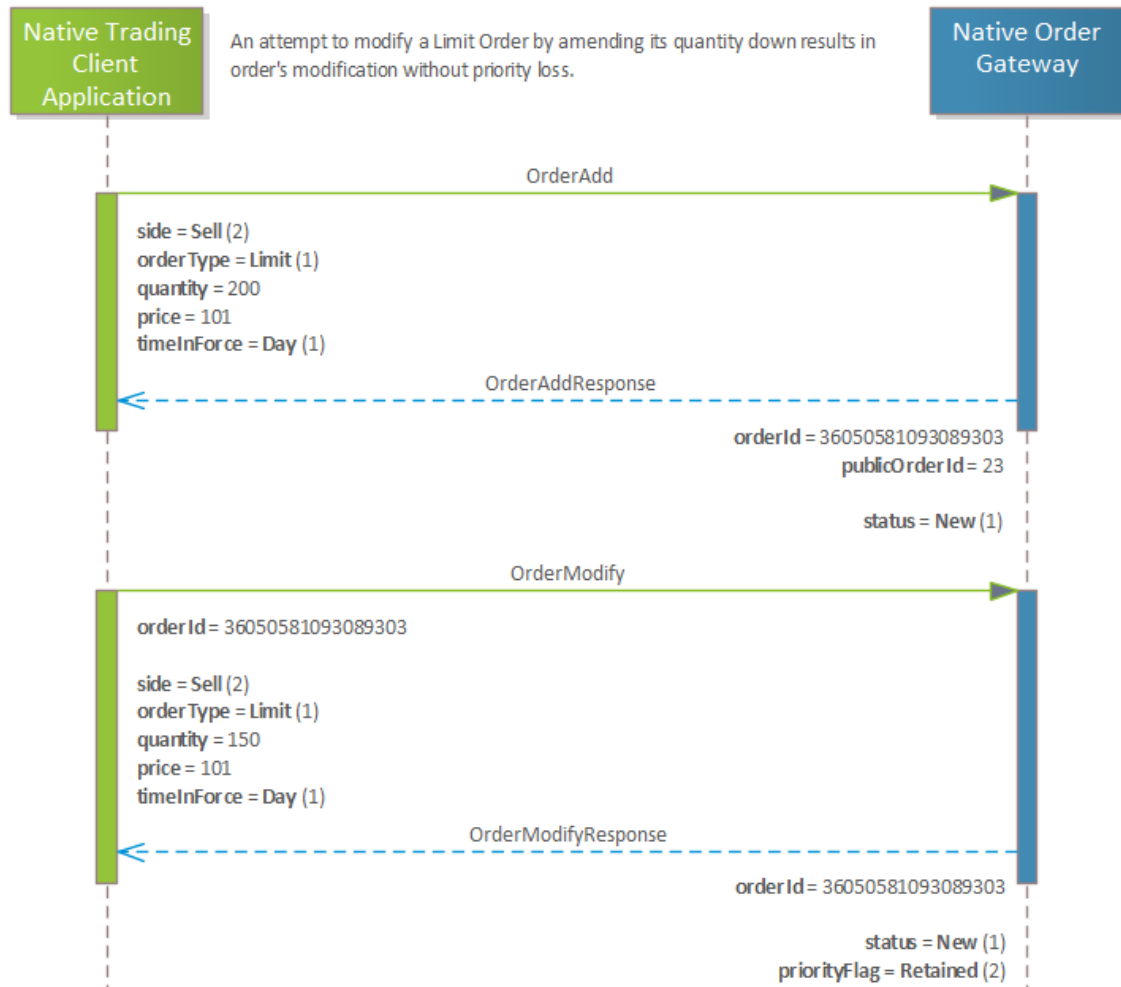 Native Trading
Client
Application
An attempt to modify a Limit Order by amending its quantity down results in
order's modification without priority loss.
Native Order
Gateway
OrderAdd
side = Sell (2)
orderType = Limit (1)
quantity = 200
price = 101
timeInForce = Day (1)
OrderAddResponse
orderId = 36050581093089303
publicOrderId = 23
status = New (1)
OrderModify
orderId = 36050581093089303
side = Sell (2)
orderType = Limit (1)
quantity = 150
price = 101
timeInForce = Day (1)
OrderModifyResponse
orderId = 36050581093089303
status = New (1)
priorityFlag = Retained (2)